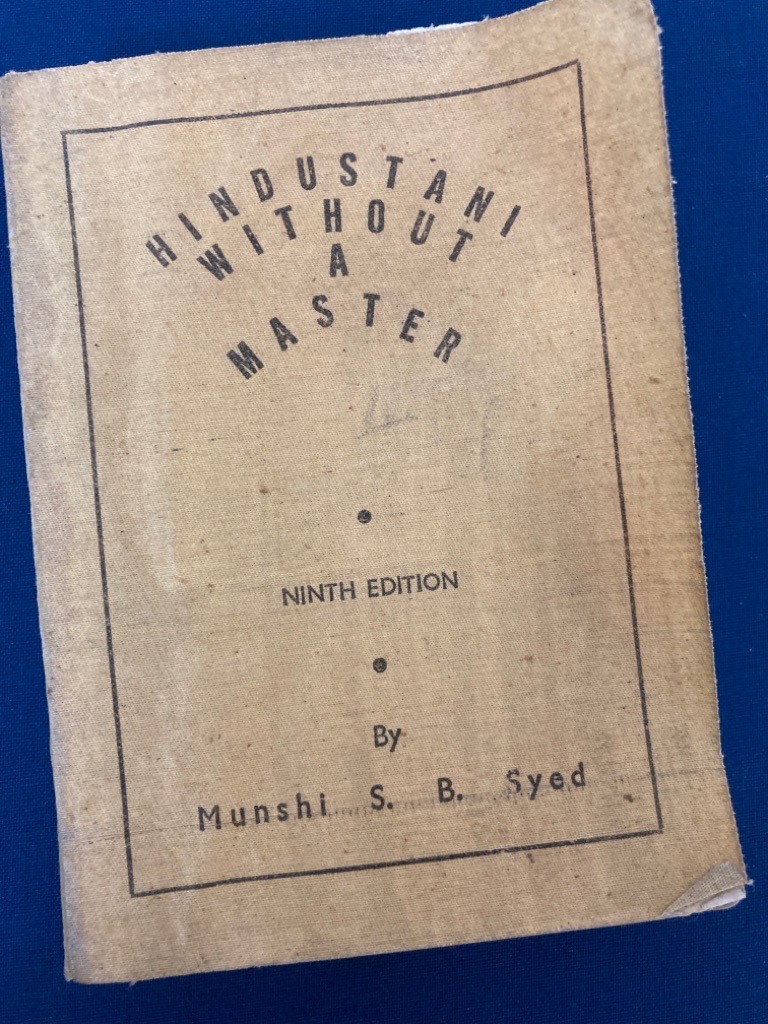 HINDUSTANI
WITHOUT
A
MASTER
NINTH EDITION
By
Munshi S. B. Syed